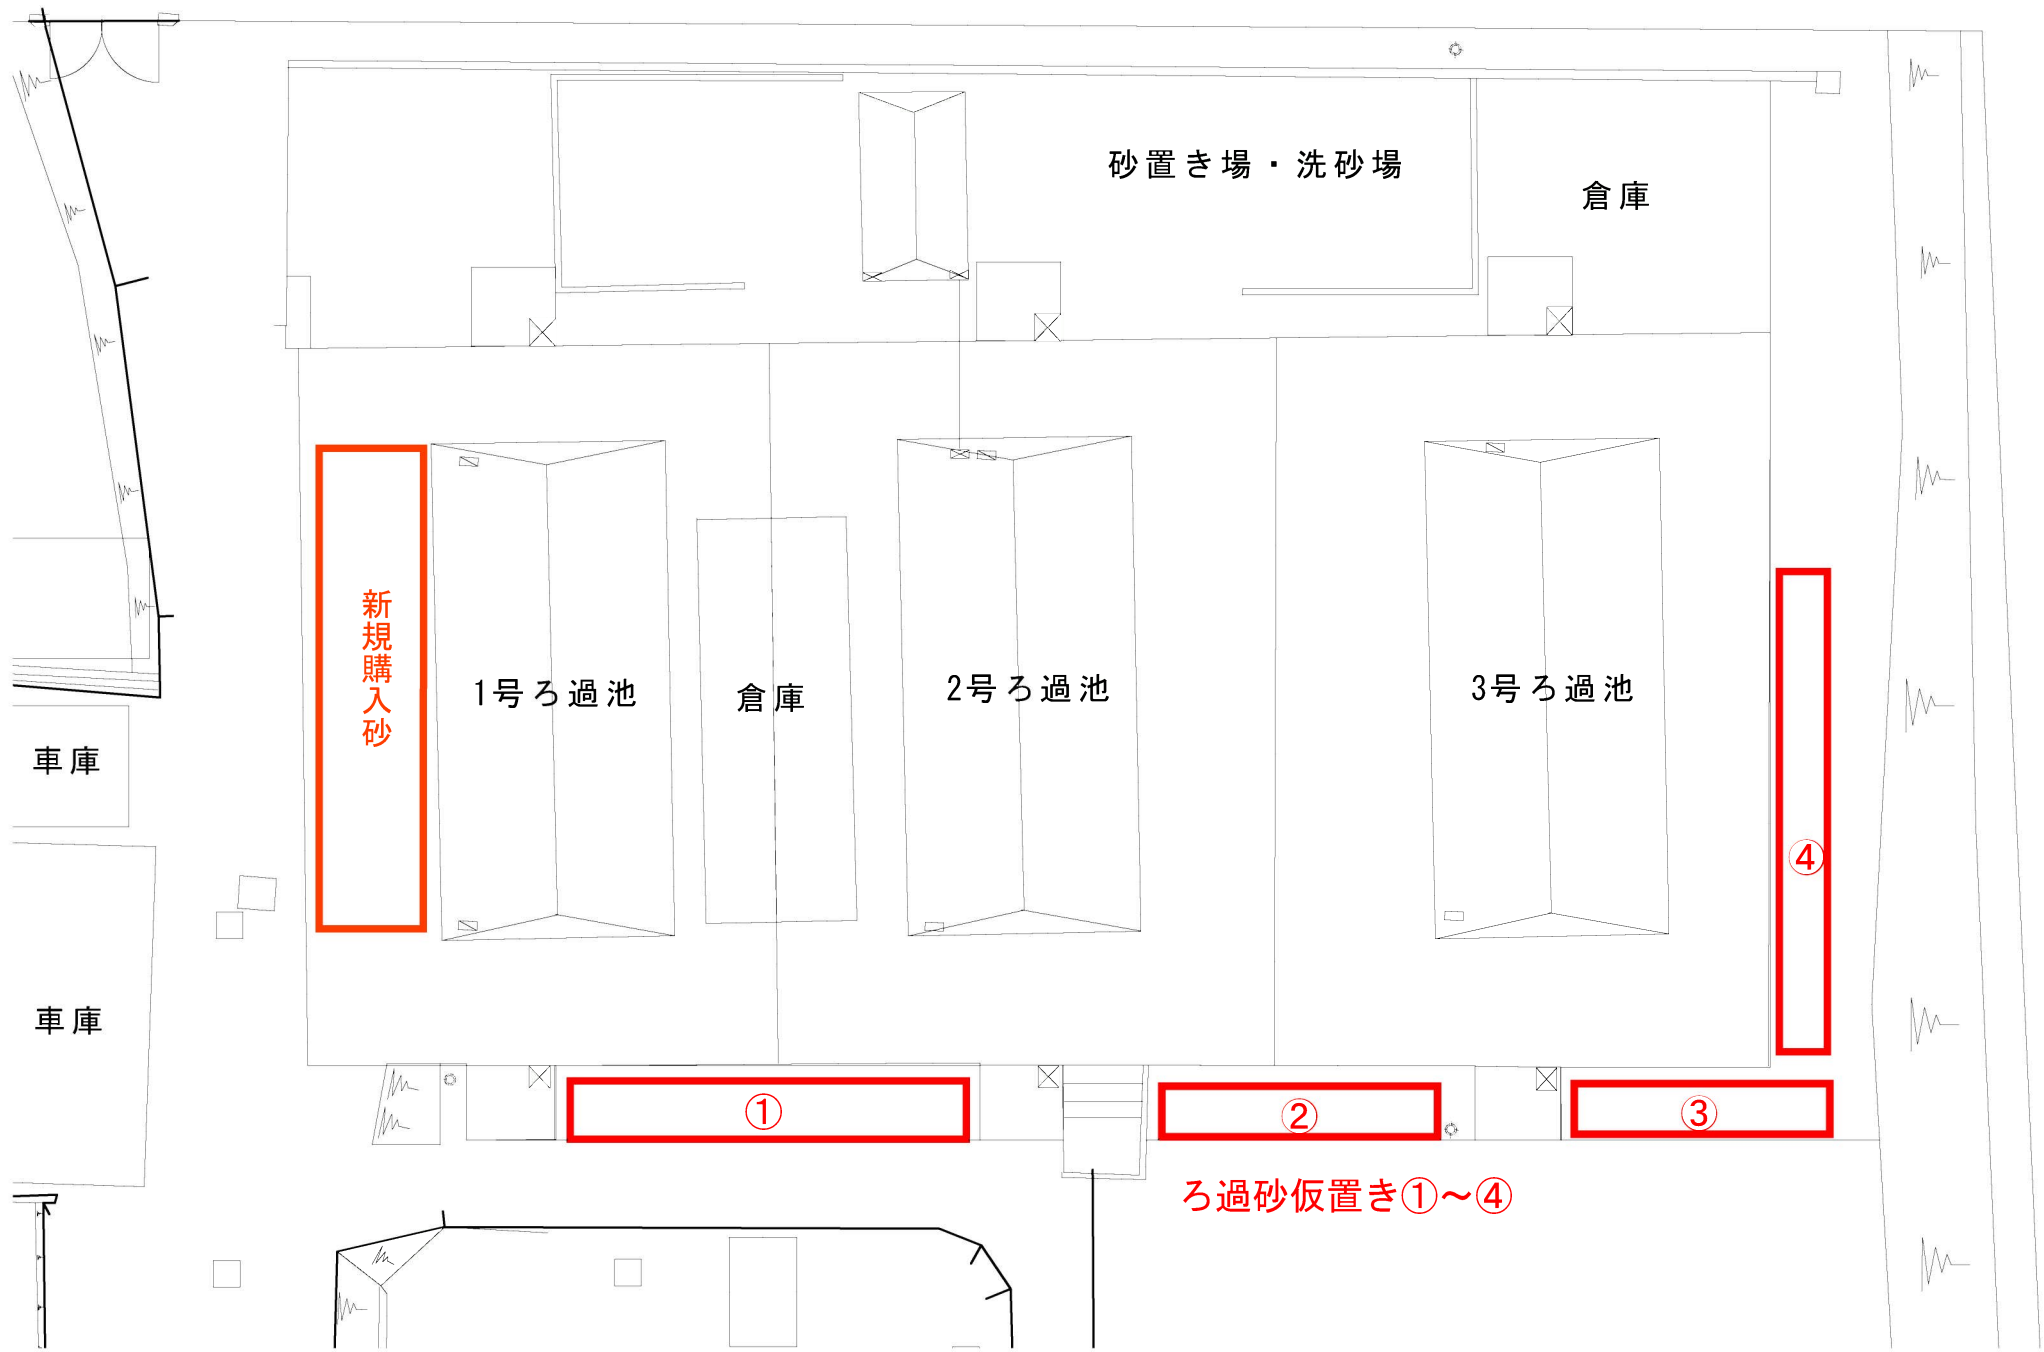 砂置き場・洗砂場
倉庫
新規購入砂
1号ろ過池
倉庫
2号ろ過池
3号ろ過池
車庫
④
車庫
①
②
③
ろ過砂仮置き①～④